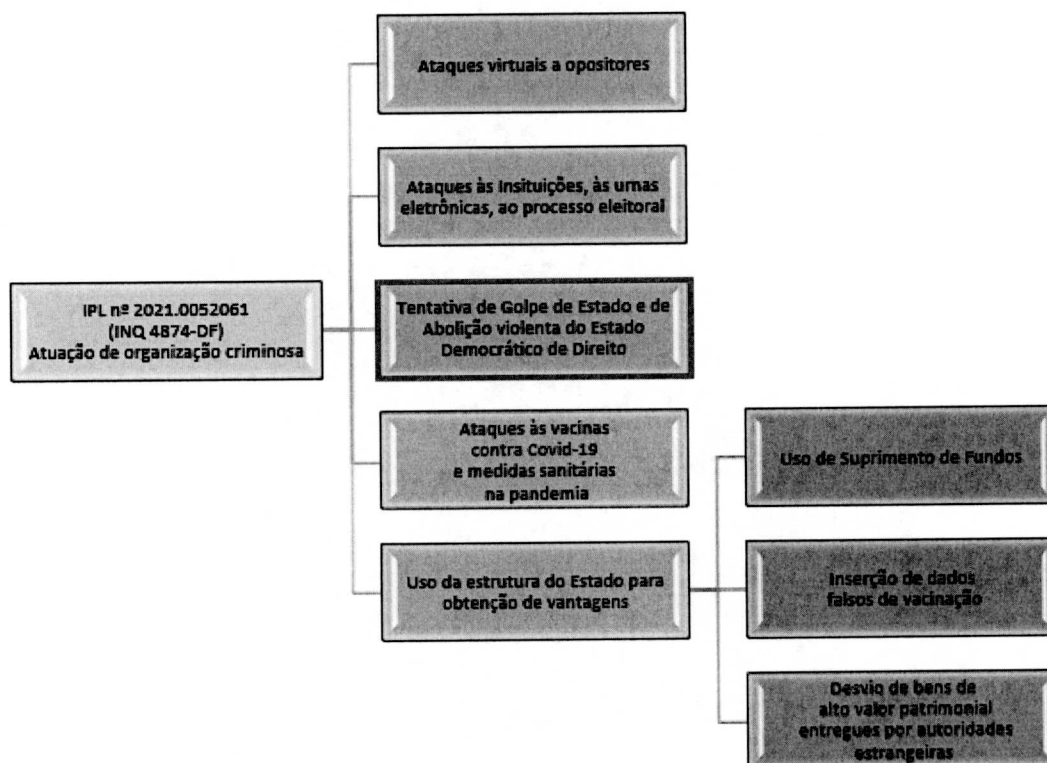 Ataques virtuais a opositores
Ataques às Insituições, às urnas
eletrônicas, ao processo eleitoral
IPL nº 2021.0052061
(INQ 4874-DF)
Atuação de organização criminosa
Tentativa de Golpe de Estado e de
Abolição violenta do Estado
Democrático de Direito
Ataques às vacinas
contra Covid-19
e medidas sanitárias
na pandemia
Uso da estrutura do Estado para
obtenção de vantagens
Uso de Suprimento de Fundos
Inserção de dados
falsos de vacinação
Desvio de bens de
alto valor patrimonial
entregues por autoridades
estrangeiras